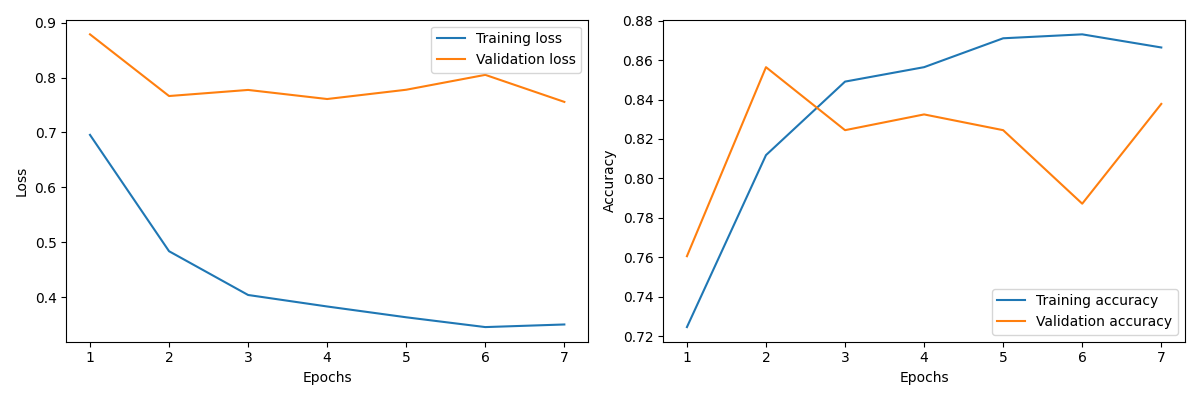 0.9
0.8
0.7
0.6
0.5
0.4
Loss
1 2 3 4 5 6 7
Epochs
Training loss
Validation loss
0.88
0.86
0.84
0.82
0.80
0.78
0.76
0.74
0.72
Accuracy
1 2 3 4 5 6 7
Epochs
Training accuracy
Validation accuracy